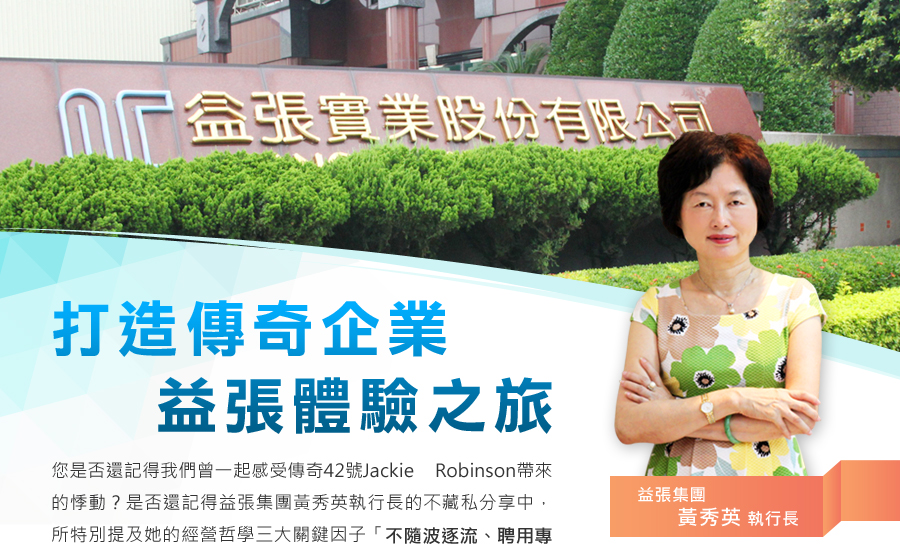 益張實業股份有限公司
打造傳奇企業
益張體驗之旅
您是否還記得我們曾一起感受傳奇42號Jackie Robinson帶來
的悸動？是否還記得益張集團黃秀英執行長的不藏私分享中，
所特別提及她的經營哲學三大關鍵因子「不隨波逐流、聘用專
益張集團
黃秀英 執行長